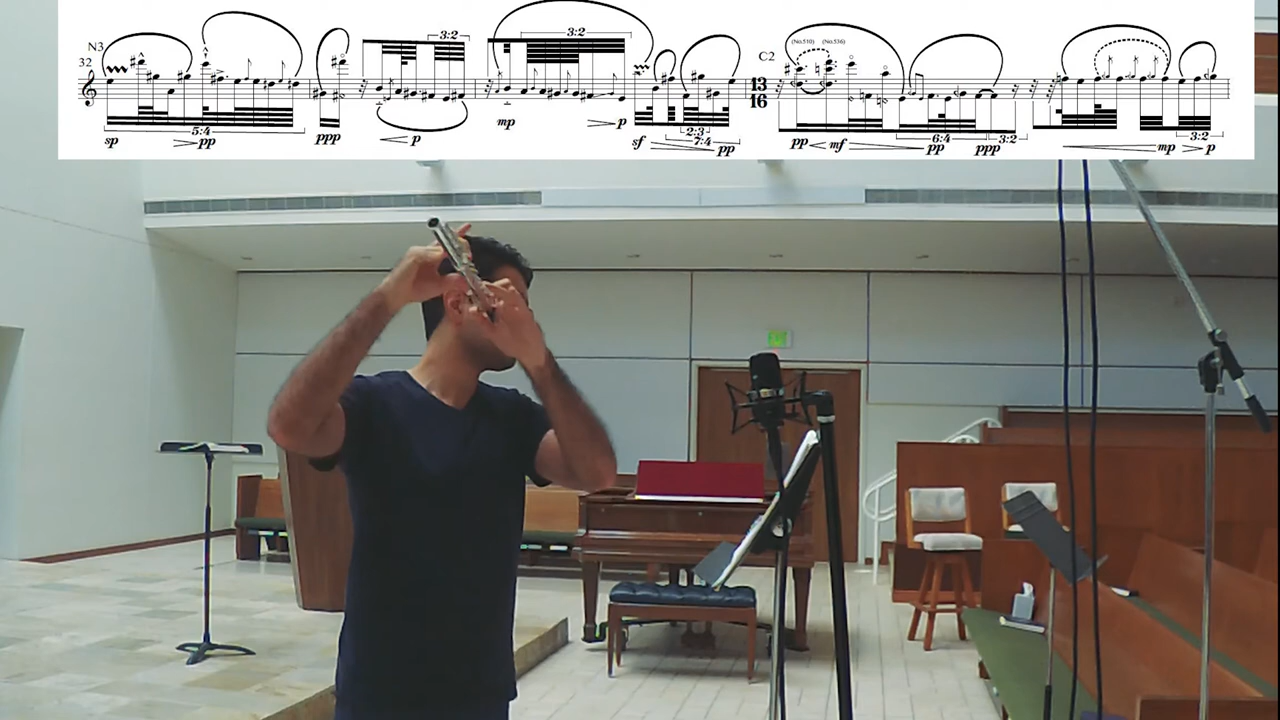 N3
32
3:2
3:2
C2
(No.510) (No.536)
13
16
5:4
2:3
7:4
6:4
3:2
3:2
sp > pp ppp < p mp > p sf pp pp < mf pp ppp mp > p